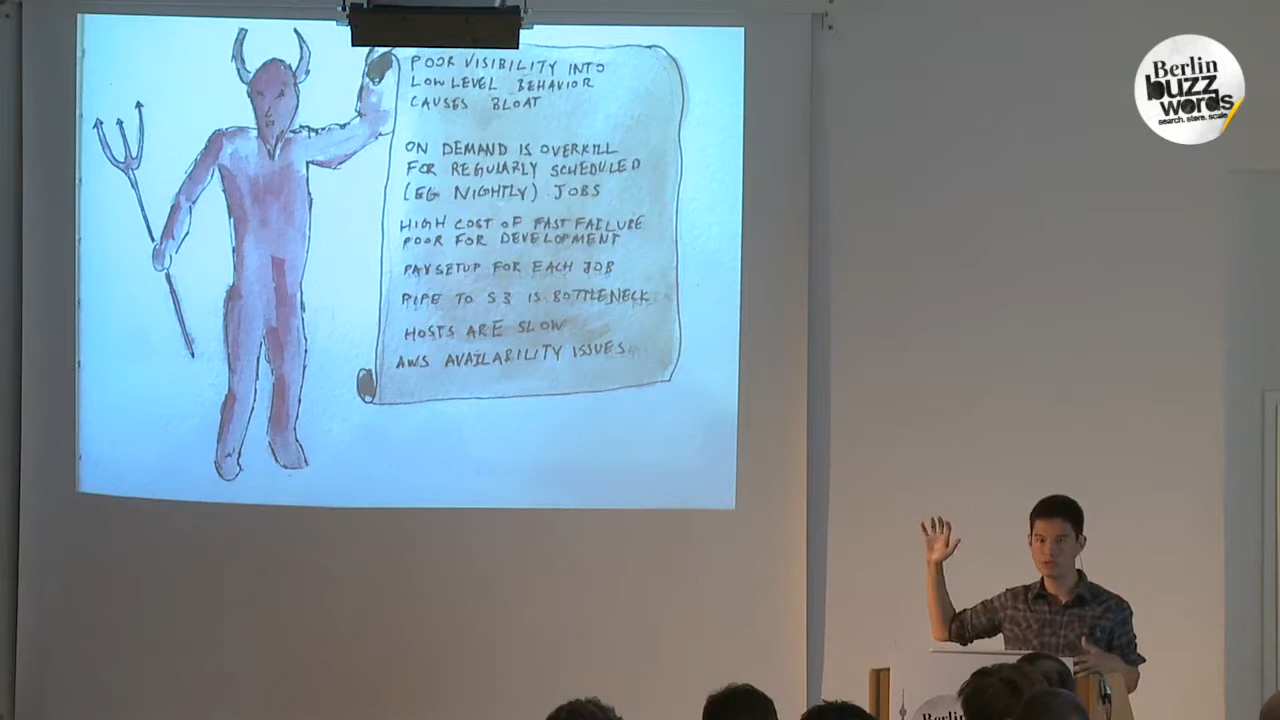 POOR VISIBILITY INTO
LOW LEVEL BEHAVIOR
CAUSES BLOAT
ON DEMAND IS OVERKILL
FOR REGULARLY SCHEDULED
(EG NIGHTLY) JOBS
HIGH COST OF FAST FAILURE
POOR FOR DEVELOPMENT
PAY SETUP FOR EACH JOB
PIPE TO S3 IS BOTTLENECK
HOSTS ARE SLOW
AWS AVAILABILITY ISSUES
Berlin
buzz
words
search. store. scale.
Berlin